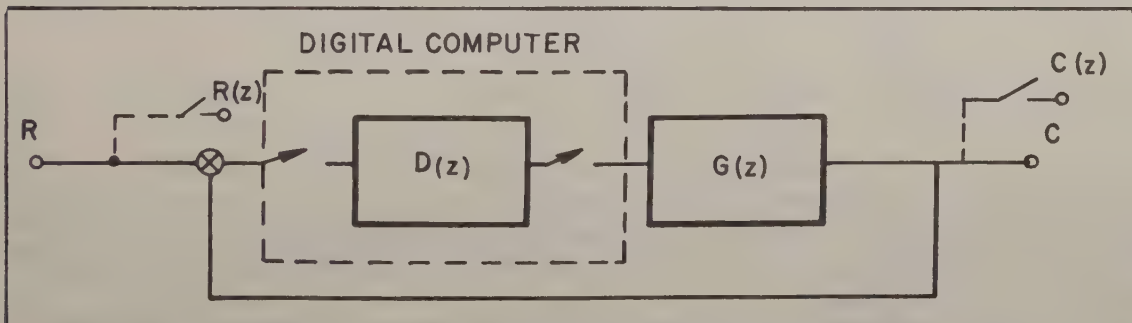 DIGITAL COMPUTER
R
R(z)
D(z)
G(z)
C(z)
C